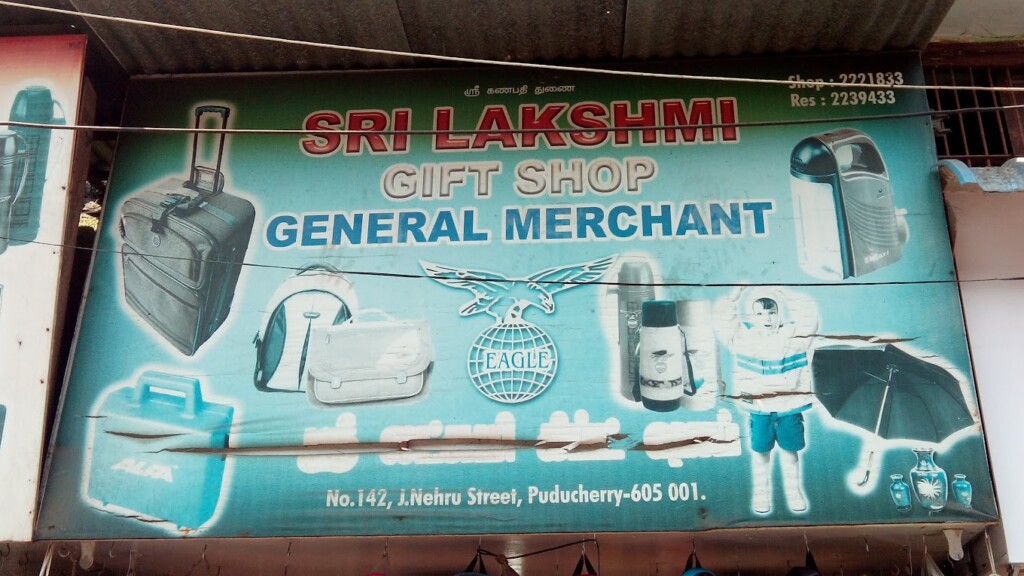 ஸ்ரீ கணபதி துணை
Shop : 2221833
Res : 2239433
SRI LAKSHMI
GIFT SHOP
GENERAL MERCHANT
EAGLE
ALFA
No.142, J.Nehru Street, Puducherry-605 001.